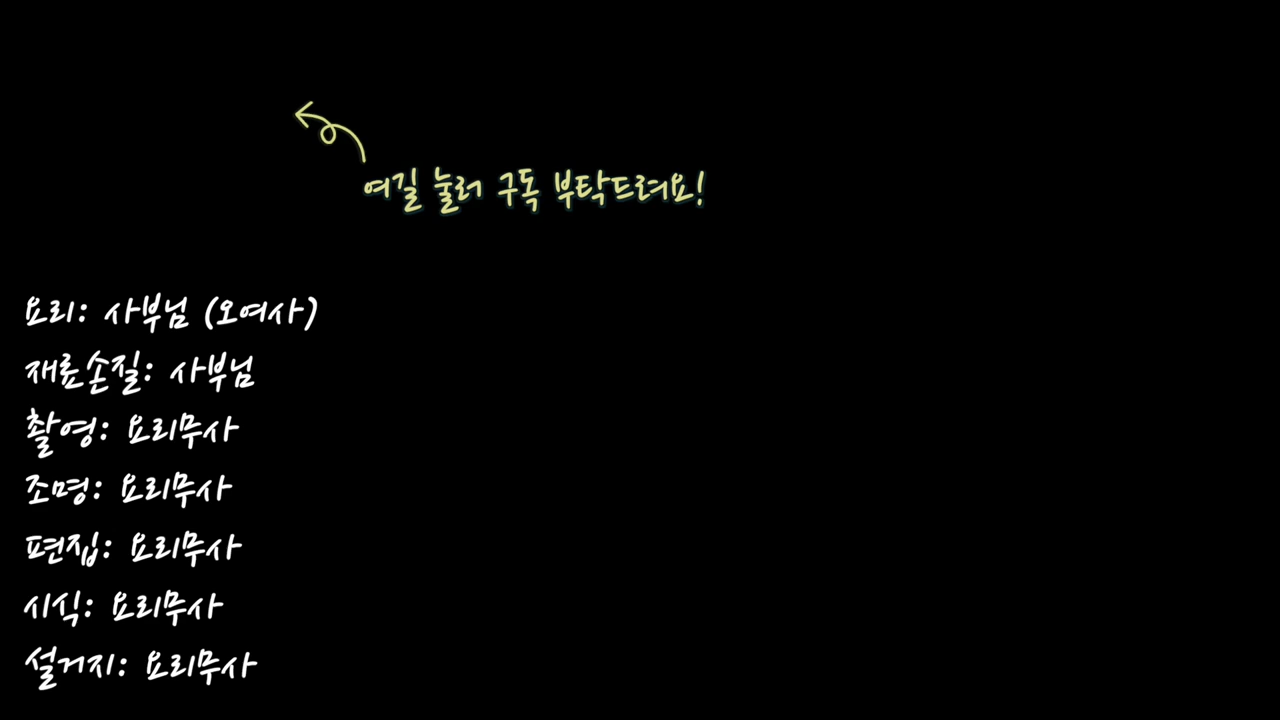 여길 눌러 구독 부탁드려요!
요리: 사부님 (오여사)
재료손질: 사부님
촬영: 요리무사
조명: 요리무사
편집: 요리무사
시식: 요리무사
설거지: 요리무사